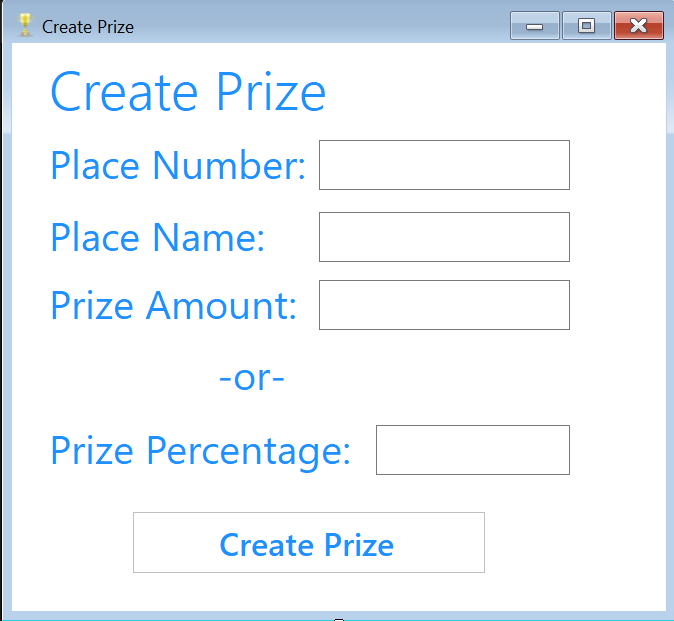 Create Prize
Create Prize
Place Number:
Place Name:
Prize Amount:
-or-
Prize Percentage:
Create Prize